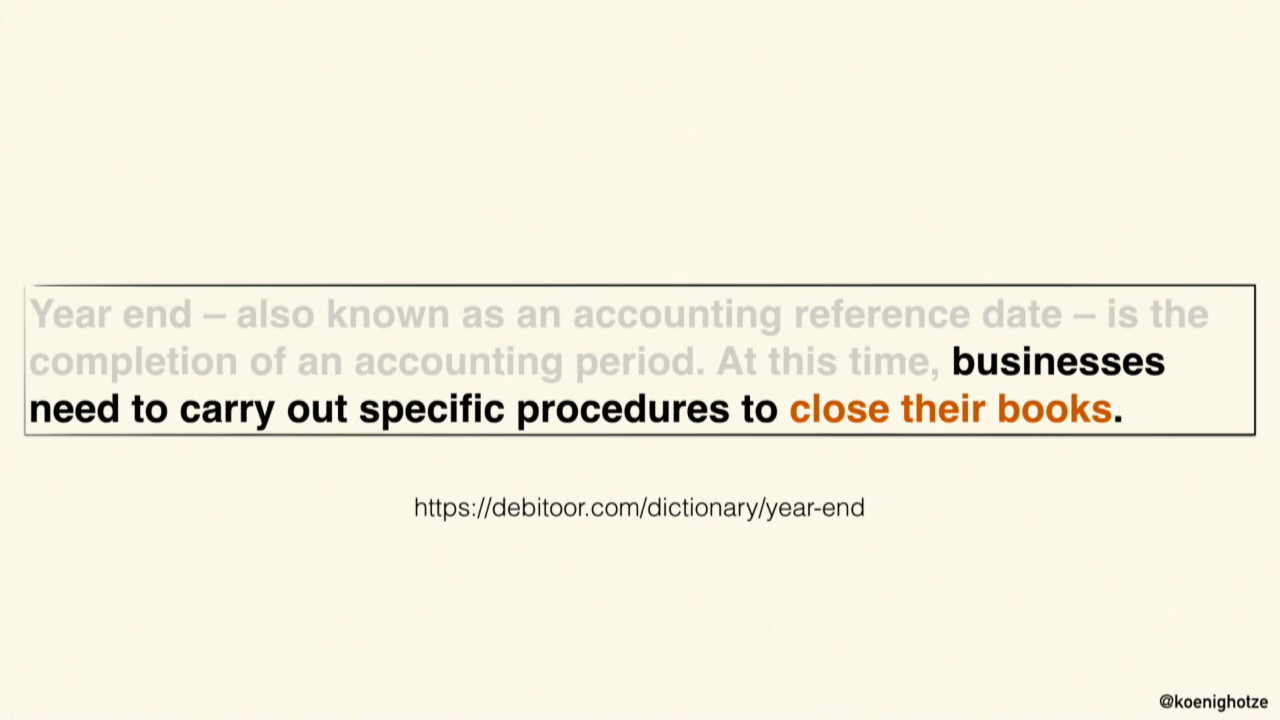 Year end – also known as an accounting reference date – is the
completion of an accounting period. At this time, businesses
need to carry out specific procedures to close their books.
https://debitoor.com/dictionary/year-end
@koenighotze